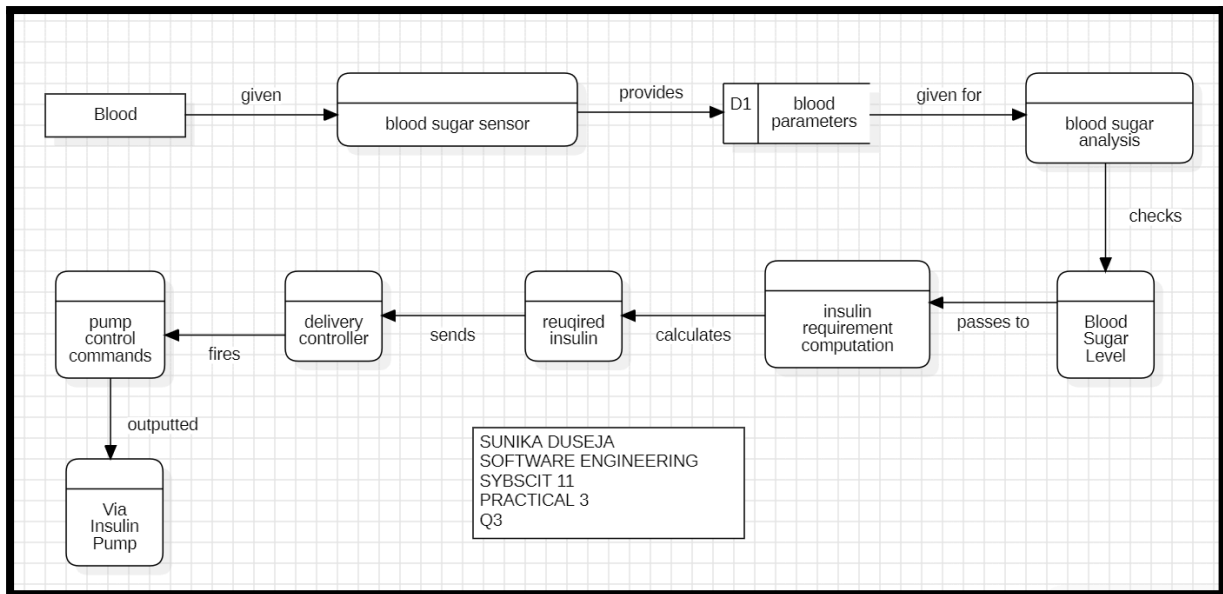 Blood
given
blood sugar sensor
provides
D1
blood
parameters
given for
blood sugar
analysis
checks
Blood
Sugar
Level
passes to
insulin
requirement
computation
calculates
reuqired
insulin
sends
delivery
controller
fires
pump
control
commands
outputted
Via
Insulin
Pump
SUNIKA DUSEJA
SOFTWARE ENGINEERING
SYBSCIT 11
PRACTICAL 3
Q3